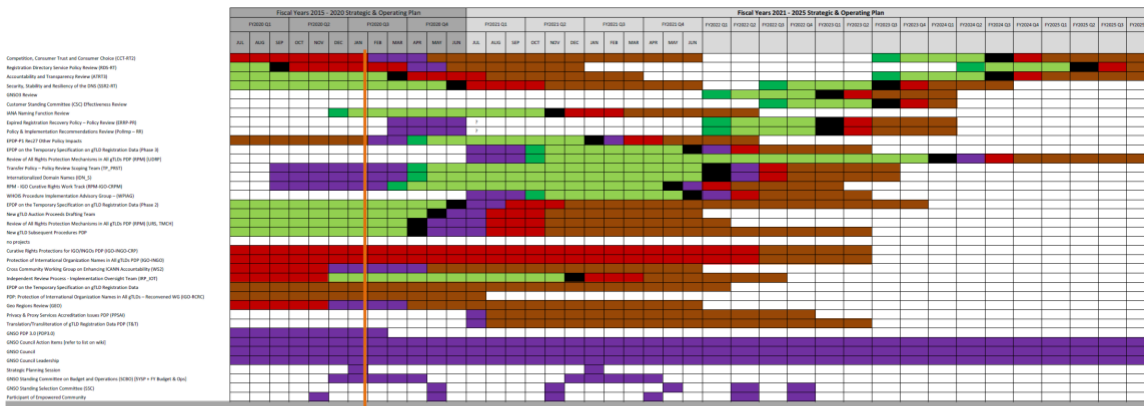 Fiscal Years 2015 - 2020 Strategic & Operating Plan
Fiscal Years 2021 - 2025 Strategic & Operating Plan
FY2020 Q1 FY2020 Q2 FY2020 Q3 FY2020 Q4 FY2021 Q1 FY2021 Q2 FY2021 Q3 FY2021 Q4 FY2022 Q1 FY2022 Q2 FY2022 Q3 FY2022 Q4 FY2023 Q1 FY2023 Q2 FY2023 Q3 FY2023 Q4 FY2024 Q1 FY2024 Q2 FY2024 Q3 FY2024 Q4 FY2025 Q1 FY2025 Q2 FY2025 Q3
JUL AUG SEP OCT NOV DEC JAN FEB MAR APR MAY JUN JUL AUG SEP OCT NOV DEC JAN FEB MAR APR MAY JUN
Competition, Consumer Trust and Consumer Choice (CCT-RT2)
Registration Directory Service Policy Review (RDS-RT)
Accountability and Transparency Review (ATRT3)
Security, Stability and Resiliency of the DNS (SSR2-RT)
GNSO3 Review
Customer Standing Committee (CSC) Effectiveness Review
IANA Naming Function Review
Expired Registration Recovery Policy - Policy Review (ERRP-PR) ?
Policy & Implementation Recommendations Review (PolImp - RR) ?
EPDP-P1 Rec27 Other Policy Impacts
EPDP on the Temporary Specification on gTLD Registration Data (Phase 3)
Review of All Rights Protection Mechanisms in All gTLDs PDP (RPM) (UDRP)
Transfer Policy - Policy Review Scoping Team (TP_PRST)
Internationalized Domain Names (IDN_S)
RPM - IGO Curative Rights Work Track (RPM-IGO-CRPM)
WHOIS Procedure Implementation Advisory Group - (WPIAG)
EPDP on the Temporary Specification on gTLD Registration Data (Phase 2)
New gTLD Auction Proceeds Drafting Team
Review of All Rights Protection Mechanisms in All gTLDs PDP (RPM) (URS, TMCH)
New gTLD Subsequent Procedures PDP
no projects
Curative Rights Protections for IGO/INGOs PDP (IGO-INGO-CRP)
Protection of International Organization Names in All gTLDs PDP (IGO-INGO)
Cross Community Working Group on Enhancing ICANN Accountability (WS2)
Independent Review Process - Implementation Oversight Team (IRP_IOT)
EPDP on the Temporary Specification on gTLD Registration Data
PDP: Protection of International Organization Names in All gTLDs - Reconvened WG (IGO-RCRC)
Geo Regions Review (GEO)
Privacy & Proxy Services Accreditation Issues PDP (PPSAI)
Translation/Transliteration of gTLD Registration Data PDP (T&T)
GNSO PDP 3.0 (PDP3.0)
GNSO Council Action Items (refer to list on wiki)
GNSO Council
GNSO Council Leadership
Strategic Planning Session
GNSO Standing Committee on Budget and Operations (SCBO) (5YSP + FY Budget & Ops)
GNSO Standing Selection Committee (SSC)
Participant of Empowered Community